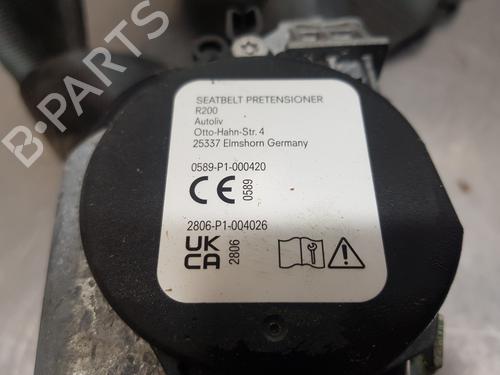 SEATBELT PRETENSIONER
R200
Autoliv
Otto-Hahn-Str. 4
25337 Elmshorn Germany
0589-P1-000420
CE 0589
2806-P1-004026
UK
CA 2806
B-PARTS